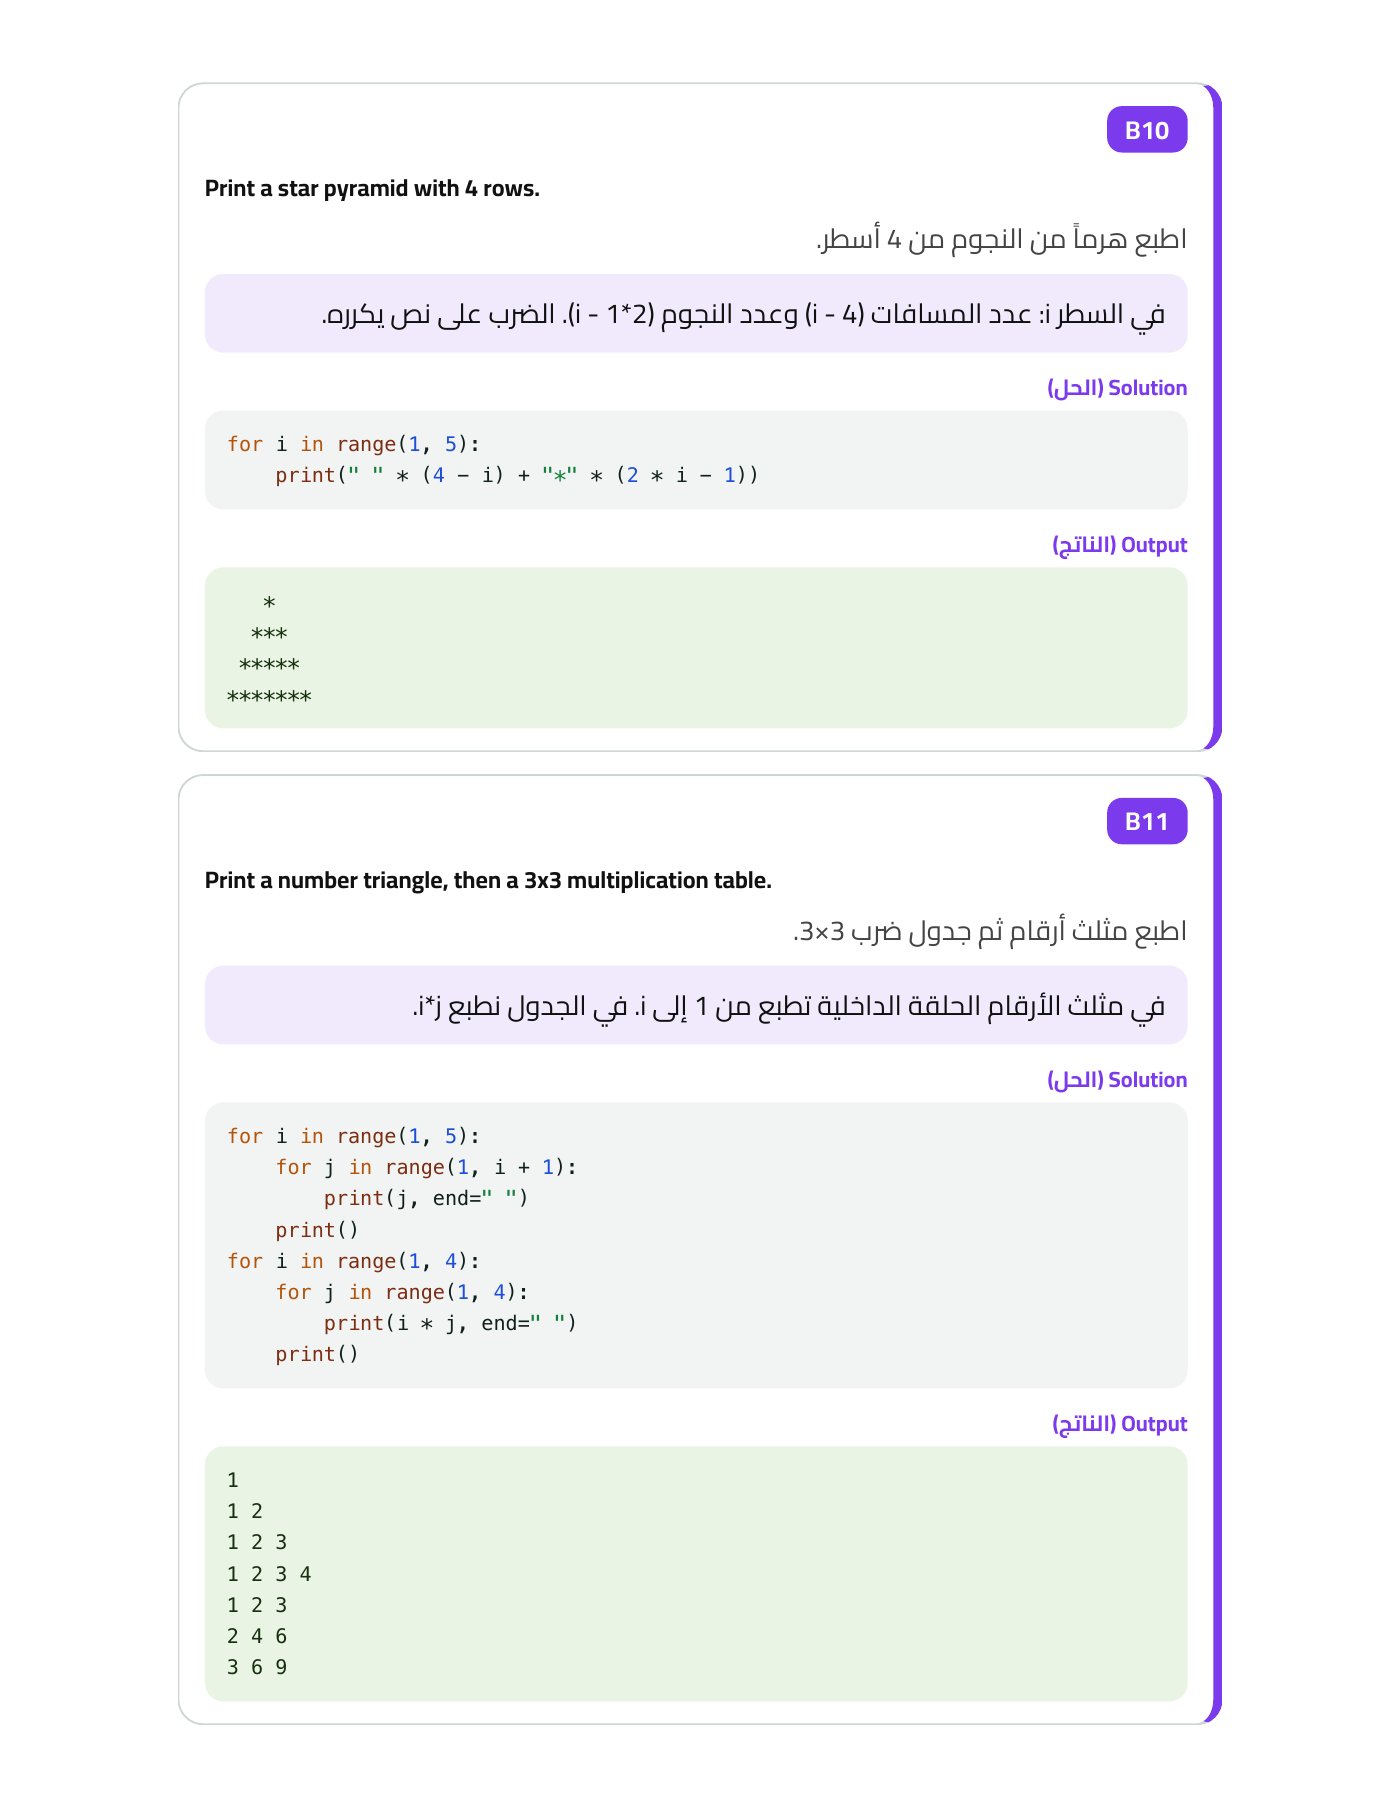 B10
Print a star pyramid with 4 rows.
اطبع هرماً من النجوم من 4 أسطر.
في السطر i: عدد المسافات (4 - i) وعدد النجوم (2*i - 1). الضرب على نص يكرره.
Solution (الحل)
for i in range(1, 5):
    print(" " * (4 - i) + "*" * (2 * i - 1))
Output (الناتج)
   *
  ***
 *****
*******
B11
Print a number triangle, then a 3x3 multiplication table.
اطبع مثلث أرقام ثم جدول ضرب 3×3.
في مثلث الأرقام الحلقة الداخلية تطبع من 1 إلى i. في الجدول نطبع i*j.
Solution (الحل)
for i in range(1, 5):
    for j in range(1, i + 1):
        print(j, end=" ")
    print()
for i in range(1, 4):
    for j in range(1, 4):
        print(i * j, end=" ")
    print()
Output (الناتج)
1
1 2
1 2 3
1 2 3 4
1 2 3
2 4 6
3 6 9